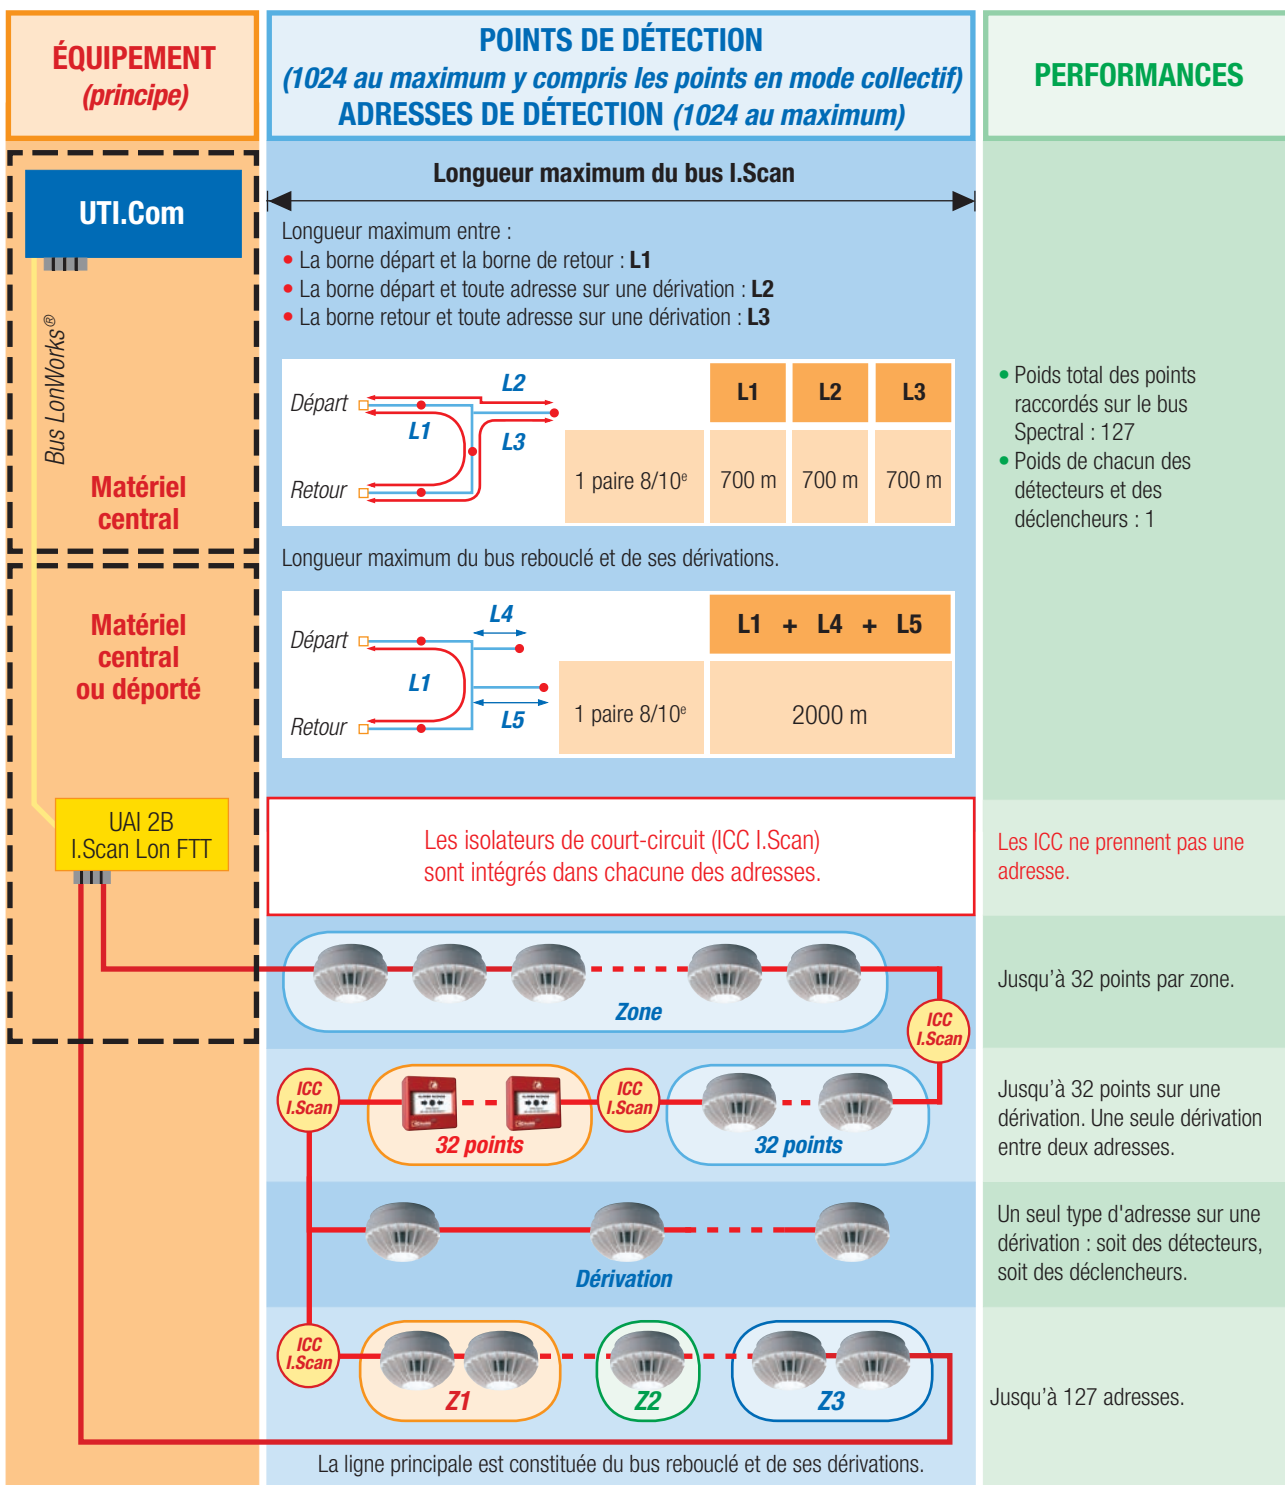 ÉQUIPEMENT
(principe)
POINTS DE DÉTECTION
(1024 au maximum y compris les points en mode collectif)
ADRESSES DE DÉTECTION (1024 au maximum)
PERFORMANCES
UTI.Com
Bus LonWorks®
Matériel
central
Longueur maximum du bus I.Scan
Longueur maximum entre :
• La borne départ et la borne de retour : L1
• La borne départ et toute adresse sur une dérivation : L2
• La borne retour et toute adresse sur une dérivation : L3
Départ
L2
L1
L3
Retour
L1 L2 L3
1 paire 8/10e 700 m 700 m 700 m
• Poids total des points
raccordés sur le bus
Spectral : 127
• Poids de chacun des
détecteurs et des
déclencheurs : 1
Longueur maximum du bus rebouclé et de ses dérivations.
Matériel
central
ou déporté
Départ
L4
L1
L5
Retour
L1 + L4 + L5
1 paire 8/10e 2000 m
UAI 2B
I.Scan Lon FTT
Les isolateurs de court-circuit (ICC I.Scan)
sont intégrés dans chacune des adresses.
Les ICC ne prennent pas une
adresse.
Zone
Jusqu'à 32 points par zone.
ICC
I.Scan
ICC
I.Scan
32 points
ICC
I.Scan
32 points
Jusqu'à 32 points sur une
dérivation. Une seule dérivation
entre deux adresses.
Dérivation
Un seul type d'adresse sur une
dérivation : soit des détecteurs,
soit des déclencheurs.
ICC
I.Scan
Z1
Z2
Z3
Jusqu'à 127 adresses.
La ligne principale est constituée du bus rebouclé et de ses dérivations.